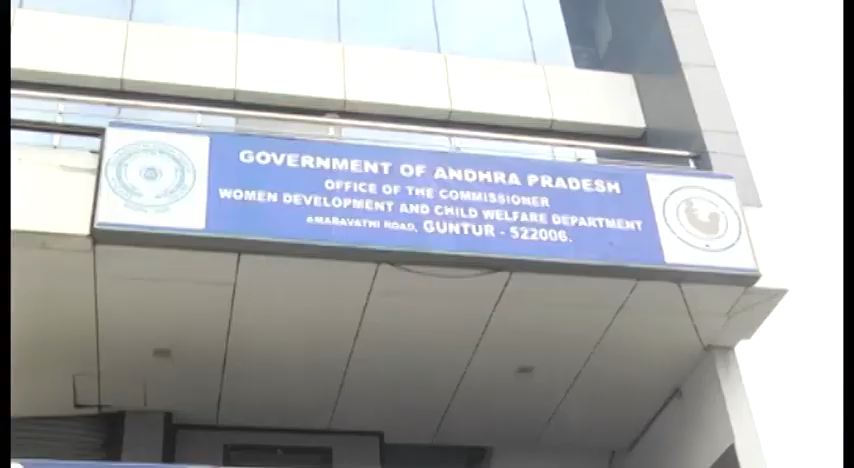 GOVERNMENT OF ANDHRA PRADESH
OFFICE OF THE COMMISSIONER
WOMEN DEVELOPMENT AND CHILD WELFARE DEPARTMENT
AMARAVATHI ROAD, GUNTUR - 522006.